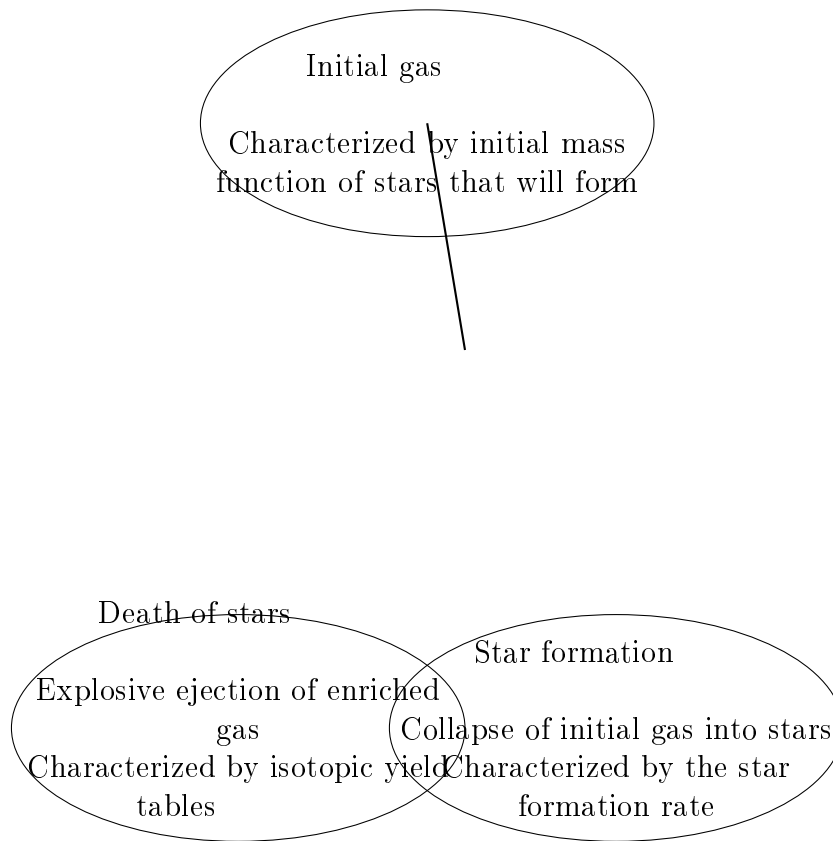 Initial gas
Characterized by initial mass
function of stars that will form
Death of stars
Explosive ejection of enriched
gas
Characterized by isotopic yield
tables
Star formation
Collapse of initial gas into stars
Characterized by the star
formation rate